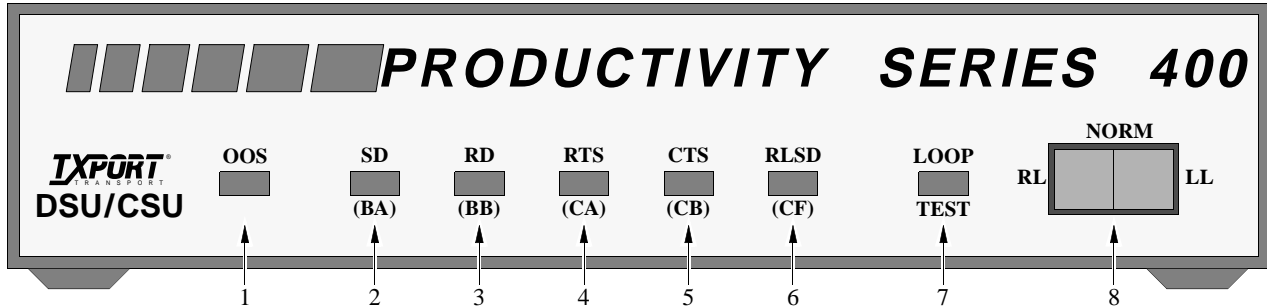 PRODUCTIVITY SERIES 400
NORM
TXPORT®
TRANSPORT
DSU/CSU
OOS SD RD RTS CTS RLSD LOOP RL LL
(BA) (BB) (CA) (CB) (CF) TEST
1 2 3 4 5 6 7 8